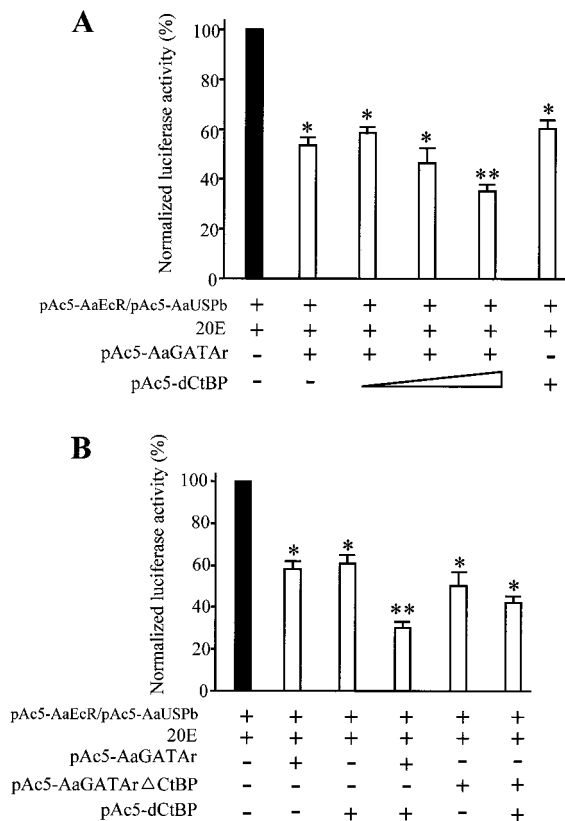 A
Normalized luciferase activity (%)
100
80
60
40
20
0
* * * ** *
pAc5-AaEcR/pAc5-AaUSPb + + + + + +
20E + + + + + +
pAc5-AaGATAr - + + + + -
pAc5-dCtBP - - +
B
Normalized luciferase activity (%)
100
80
60
40
20
0
* * ** * *
pAc5-AaEcR/pAc5-AaUSPb + + + + + +
20E + + + + + +
pAc5-AaGATAr - + - + - -
pAc5-AaGATAr△CtBP - - - - + +
pAc5-dCtBP - - + + - +